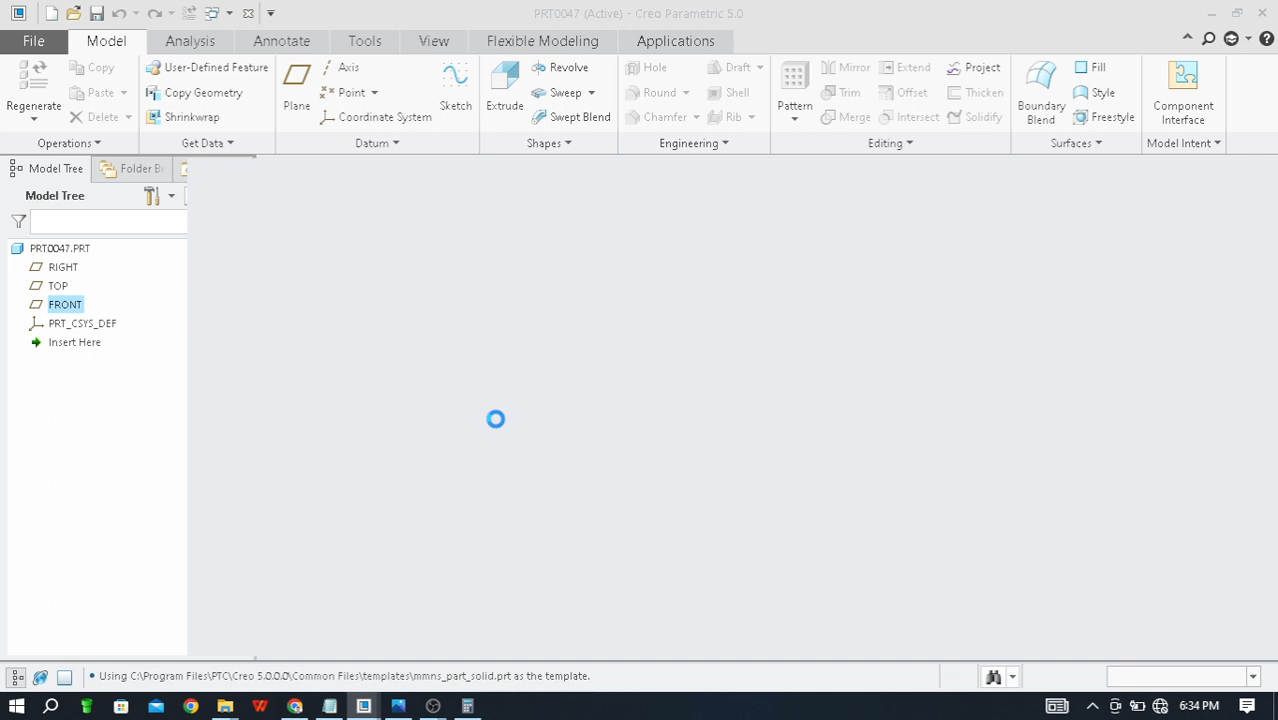 PRT0047 (Active) - Creo Parametric 5.0
File Model Analysis Annotate Tools View Flexible Modeling Applications
Regenerate
Copy
Paste
Delete
User-Defined Feature
Copy Geometry
Shrinkwrap
Plane
Axis
Point
Coordinate System
Sketch
Extrude
Revolve
Sweep
Swept Blend
Hole
Round
Chamfer
Draft
Shell
Rib
Pattern
Mirror
Trim
Merge
Extend
Offset
Intersect
Project
Thicken
Solidify
Boundary
Blend
Fill
Style
Freestyle
Component
Interface
Operations Get Data Datum Shapes Engineering Editing Surfaces Model Intent
Model Tree
Model Tree
PRT0047.PRT
RIGHT
TOP
FRONT
PRT_CSYS_DEF
Insert Here
Using C:\Program Files\PTC\Creo 5.0.0.0\Common Files\templates\mmns_part_solid.prt as the template.
6:34 PM